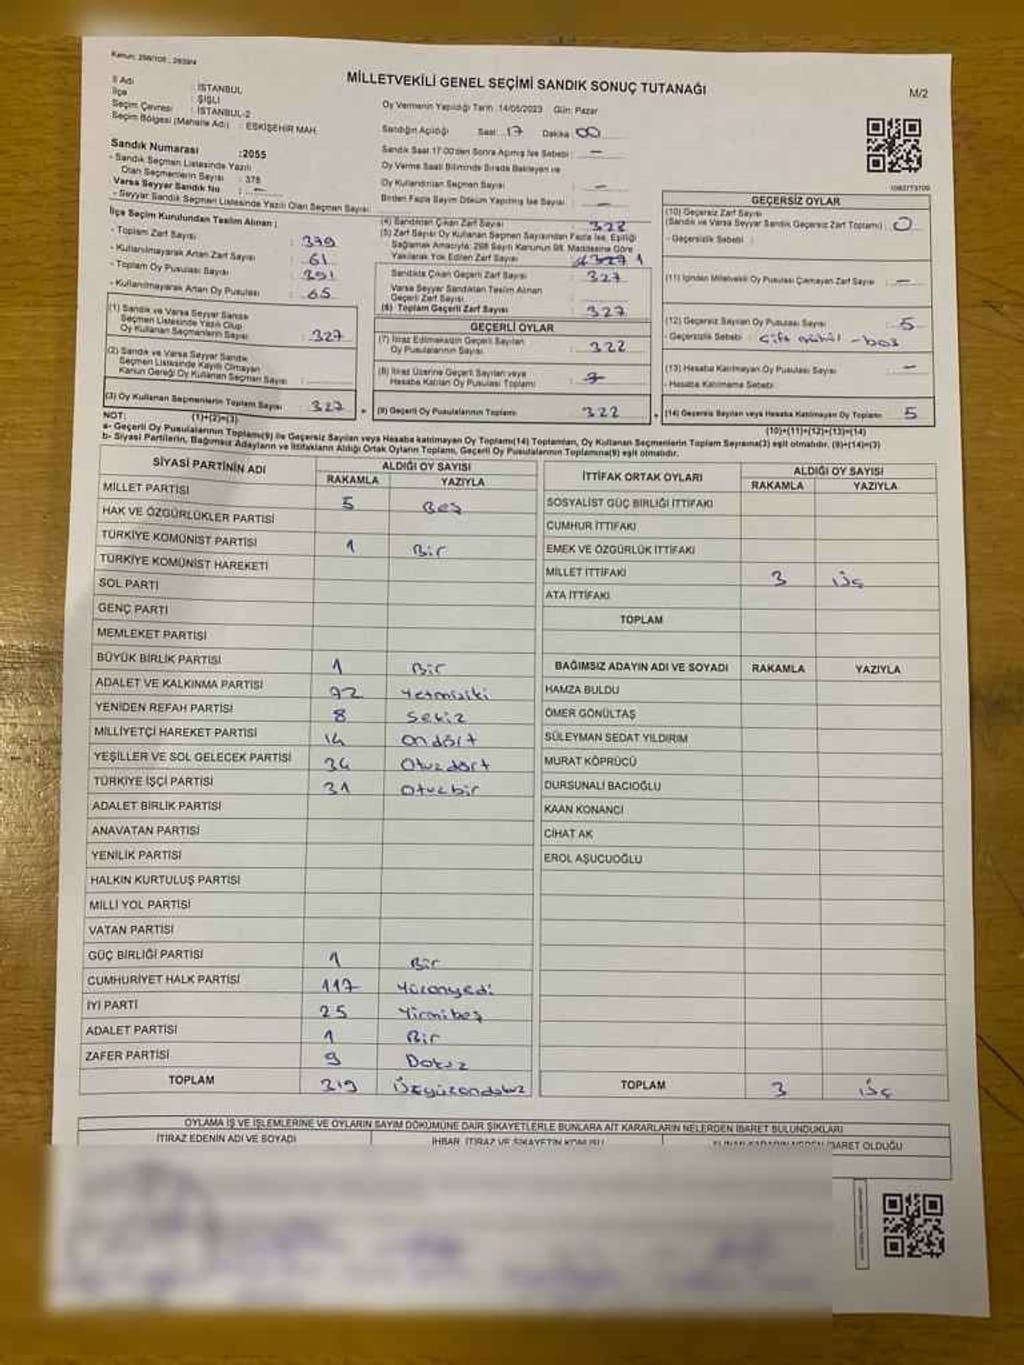 Kanun: 298/105 , 2839/4
MİLLETVEKİLİ GENEL SEÇİMİ SANDIK SONUÇ TUTANAĞI
M/2
İl Adı : İSTANBUL
İlçe : ŞİŞLİ
Seçim Çevresi : İSTANBUL-2
Seçim Bölgesi (Mahalle Adı) : ESKİŞEHİR MAH.
Sandık Numarası :2055
- Sandık Seçmen Listesinde Yazılı
Olan Seçmenlerin Sayısı : 378
Varsa Seyyar Sandık No : —
- Seyyar Sandık Seçmen Listesinde Yazılı Olan Seçmen Sayısı:
Oy Vermenin Yapıldığı Tarih :14/05/2023 Gün: Pazar
Sandığın Açılışı Saat: 17 Dakika: 00
Sandık Saat 17:00'den Sonra Açılmış İse Sebebi : —
Oy Verme Saati Bitiminde Sırada Bekleyen ve
Oy Kullandırılan Seçmen Sayısı : —
Birden Fazla Sayım Döküm Yapılmış İse Sayısı : —
İlçe Seçim Kurulundan Teslim Alınan ;
- Toplam Zarf Sayısı :
- Kullanılmayarak Artan Zarf Sayısı : 61
- Toplam Oy Pusulası Sayısı :
- Kullanılmayarak Artan Oy Pusulası : 65
(1) Sandık ve Varsa Seyyar Sandık
Seçmen Listesinde Yazılı Olup
Oy Kullanan Seçmenlerin Sayısı : 327
(2) Sandık ve Varsa Seyyar Sandık
Seçmen Listesinde Kayıtlı Olmayan
Kanun Gereği Oy Kullanan Seçmen Sayısı :
(3) Oy Kullanan Seçmenlerin Toplam Sayısı : 327
(1)+(2)=(3)
(4) Sandıktan Çıkan Zarf Sayısı : 328
(5) Zarf Sayısı Oy Kullanan Seçmen Sayısından Fazla İse, Eşitliği
Sağlamak Amacıyla; 298 Sayılı Kanunun 98. Maddesine Göre
Yakılarak Yok Edilen Zarf Sayısı : 1
Sandıkta Çıkan Geçerli Zarf Sayısı : 327
Varsa Seyyar Sandıktan Teslim Alınan
Geçerli Zarf Sayısı :
(6) Toplam Geçerli Zarf Sayısı : 327
GEÇERLİ OYLAR
(7) İtiraz Edilmeksizin Geçerli Sayılan
Oy Pusulalarının Sayısı : 322
(8) İtiraz Üzerine Geçerli Sayılan veya
Hesaba Katılan Oy Pusulası Toplamı :
(9) Geçerli Oy Pusulalarının Toplamı : 322
10827T3T09
GEÇERSİZ OYLAR
(10) Geçersiz Zarf Sayısı
(Sandık ve Varsa Seyyar Sandık Geçersiz Zarf Toplamı) : 0
- Geçersizlik Sebebi :
(11) İçinden Milletvekili Oy Pusulası Çıkmayan Zarf Sayısı : —
(12) Geçersiz Sayılan Oy Pusulası Sayısı : 5
- Geçersizlik Sebebi : Çift mühür - boş
(13) Hesaba Katılmayan Oy Pusulası Sayısı : —
- Hesaba Katılmama Sebebi
(14) Geçersiz Sayılan veya Hesaba Katılmayan Oy Toplamı : 5
(10)+(11)+(12)+(13)=(14)
NOT:
a- Geçerli Oy Pusulalarının Toplamı(9) ile Geçersiz Sayılan veya Hesaba katılmayan Oy Toplamı(14) Toplamları, Oy Kullanan Seçmenlerin Toplam Sayısına(3) eşit olmalıdır. (9)+(14)=(3)
b- Siyasi Partilerin, Bağımsız Adayların ve İttifakların Aldığı Ortak Oyların Toplamı, Geçerli Oy Pusulalarının Toplamına(9) eşit olmalıdır.
SİYASİ PARTİNİN ADI ALDIĞI OY SAYISI
RAKAMLA YAZIYLA
MİLLET PARTİSİ 5 Beş
HAK VE ÖZGÜRLÜKLER PARTİSİ
TÜRKİYE KOMÜNİST PARTİSİ 1 Bir
TÜRKİYE KOMÜNİST HAREKETİ
SOL PARTİ
GENÇ PARTİ
MEMLEKET PARTİSİ
BÜYÜK BİRLİK PARTİSİ 1 Bir
ADALET VE KALKINMA PARTİSİ 72 Yetmişiki
YENİDEN REFAH PARTİSİ 8 Sekiz
MİLLİYETÇİ HAREKET PARTİSİ 14 Ondört
YEŞİLLER VE SOL GELECEK PARTİSİ 34 Otuzdört
TÜRKİYE İŞÇİ PARTİSİ 31 Otuzbir
ADALET BİRLİK PARTİSİ
ANAVATAN PARTİSİ
YENİLİK PARTİSİ
HALKIN KURTULUŞ PARTİSİ
MİLLİ YOL PARTİSİ
VATAN PARTİSİ
GÜÇ BİRLİĞİ PARTİSİ 1 Bir
CUMHURİYET HALK PARTİSİ 117 Yüzonyedi
İYİ PARTİ 25 Yirmibeş
ADALET PARTİSİ 1 Bir
ZAFER PARTİSİ 9 Dokuz
TOPLAM 319 Üçyüzondokuz
İTTİFAK ORTAK OYLARI ALDIĞI OY SAYISI
RAKAMLA YAZIYLA
SOSYALİST GÜÇ BİRLİĞİ İTTİFAKI
CUMHUR İTTİFAKI
EMEK VE ÖZGÜRLÜK İTTİFAKI
MİLLET İTTİFAKI 3 Üç
ATA İTTİFAKI
TOPLAM
BAĞIMSIZ ADAYIN ADI VE SOYADI RAKAMLA YAZIYLA
HAMZA BULDU
ÖMER GÖNÜLTAŞ
SÜLEYMAN SEDAT YILDIRIM
MURAT KÖPRÜCÜ
DURSUNALİ BACIOĞLU
KAAN KONANÇ
CİHAT AK
EROL AŞUCUOĞLU
TOPLAM 3 Üç
OYLAMA İŞ VE İŞLEMLERİNE VE OYLARIN SAYIM DÖKÜMÜNE DAİR ŞİKAYETLERLE BUNLARA AİT KARARLARIN NELERDEN İBARET BULUNDUKLARI
İTİRAZ EDENİN ADI VE SOYADI İHBAR, İTİRAZ VE ŞİKAYETİN KONUSU İBARET OLDUĞU